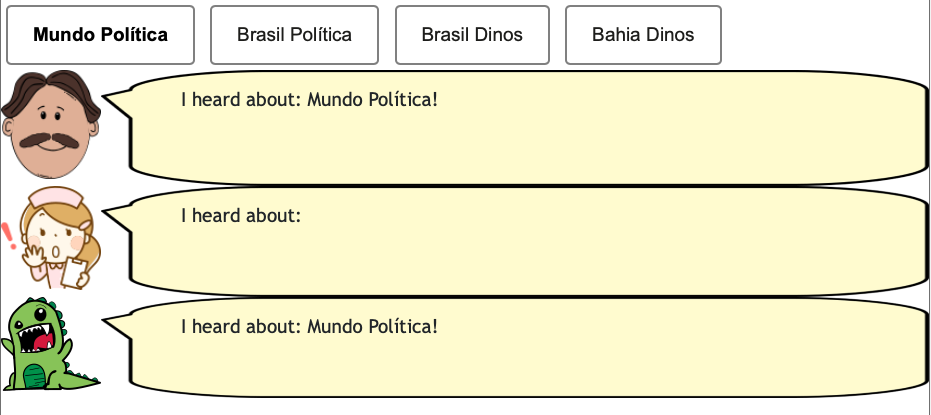 Mundo Política Brasil Política Brasil Dinos Bahia Dinos
I heard about: Mundo Política!
I heard about:
I heard about: Mundo Política!